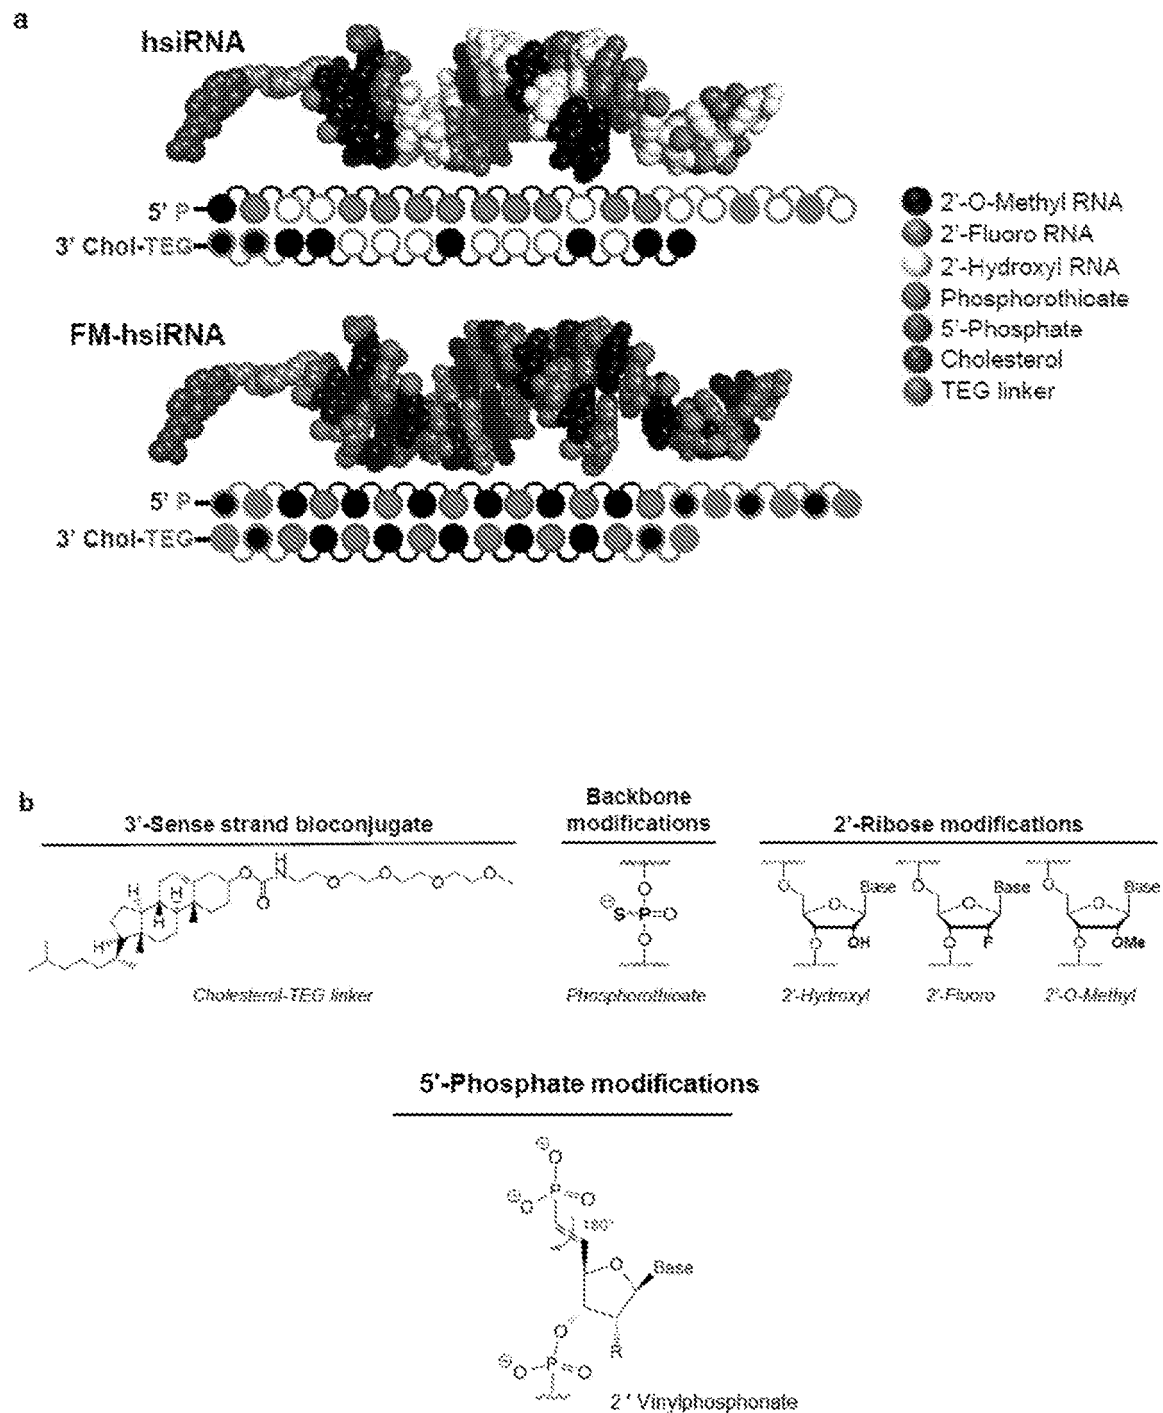 a
hsiRNA
5' P
3' Chol-TEG
2'-O-Methyl RNA
2'-Fluoro RNA
2'-Hydroxyl RNA
Phosphorothioate
5'-Phosphate
Cholesterol
TEG linker
FM-hsiRNA
5' P
3' Chol-TEG
b
3'-Sense strand bioconjugate
Backbone
modifications
2'-Ribose modifications
H
N
O
O
O
O
O
O
H
H
H
H
O
S P O
O
O
O
Base
O
OH
O
O
Base
O
F
O
O
Base
O
OMe
Cholesterol-TEG linker
Phosphorothioate
2'-Hydroxyl
2'-Fluoro
2'-O-Methyl
5'-Phosphate modifications
O
P
O
O
180°
O
Base
O
R
O
P
O
2' Vinylphosphonate